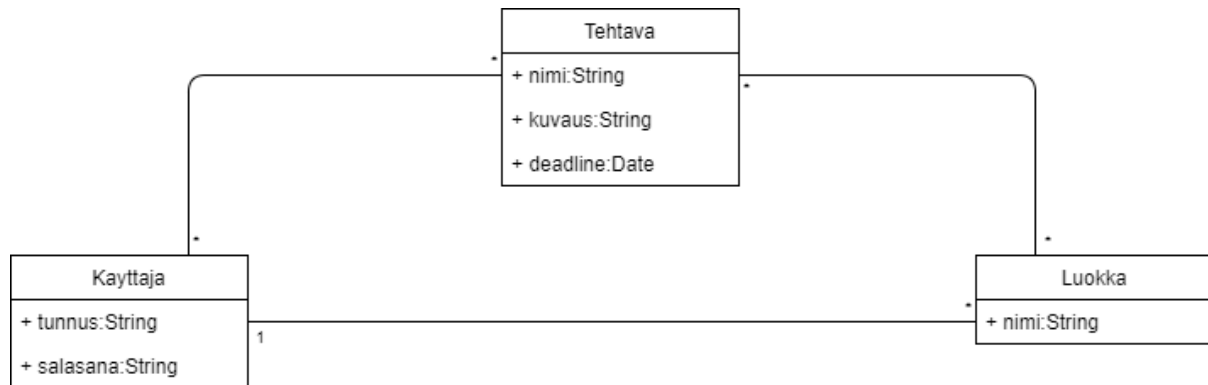 Tehtava
*
+ nimi:String
*
+ kuvaus:String
+ deadline:Date
*
*
Kayttaja
Luokka
+ tunnus:String
1
*
+ nimi:String
+ salasana:String